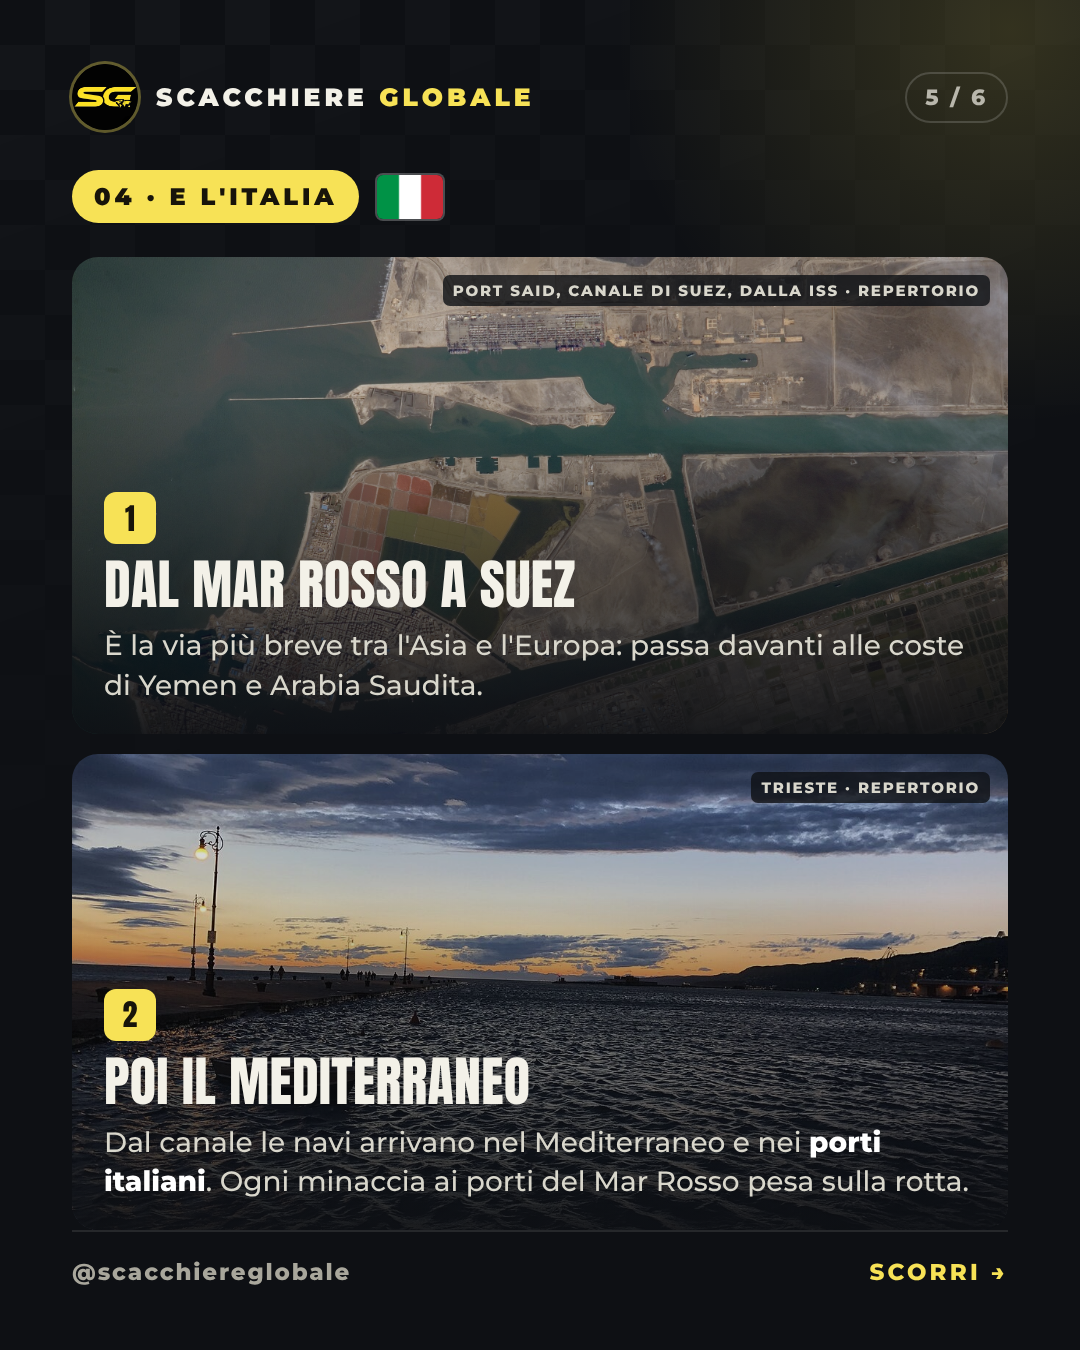 SG
SCACCHIERE GLOBALE
5 / 6
04 · E L'ITALIA
PORT SAID, CANALE DI SUEZ, DALLA ISS · REPERTORIO
1
DAL MAR ROSSO A SUEZ
È la via più breve tra l'Asia e l'Europa: passa davanti alle coste
di Yemen e Arabia Saudita.
TRIESTE · REPERTORIO
2
POI IL MEDITERRANEO
Dal canale le navi arrivano nel Mediterraneo e nei porti
italiani. Ogni minaccia ai porti del Mar Rosso pesa sulla rotta.
@scacchiereglobale
SCORRI →